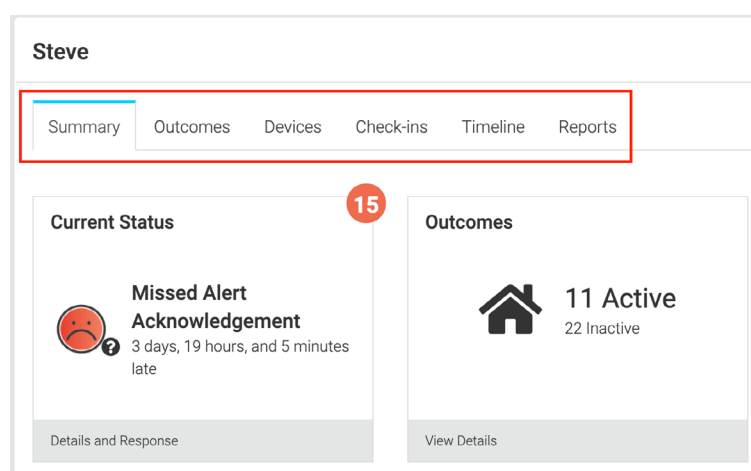 Steve
Summary Outcomes Devices Check-ins Timeline Reports
15
Current Status
Missed Alert
Acknowledgement
3 days, 19 hours, and 5 minutes
late
?
Details and Response
Outcomes
11 Active
22 Inactive
View Details